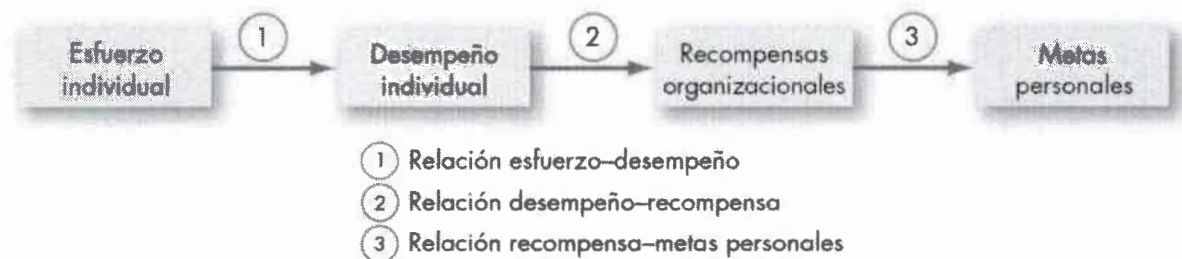 1
2
3
Esfuerzo
individual
Desempeño
individual
Recompensas
organizacionales
Metas
personales
1 Relación esfuerzo–desempeño
2 Relación desempeño–recompensa
3 Relación recompensa–metas personales